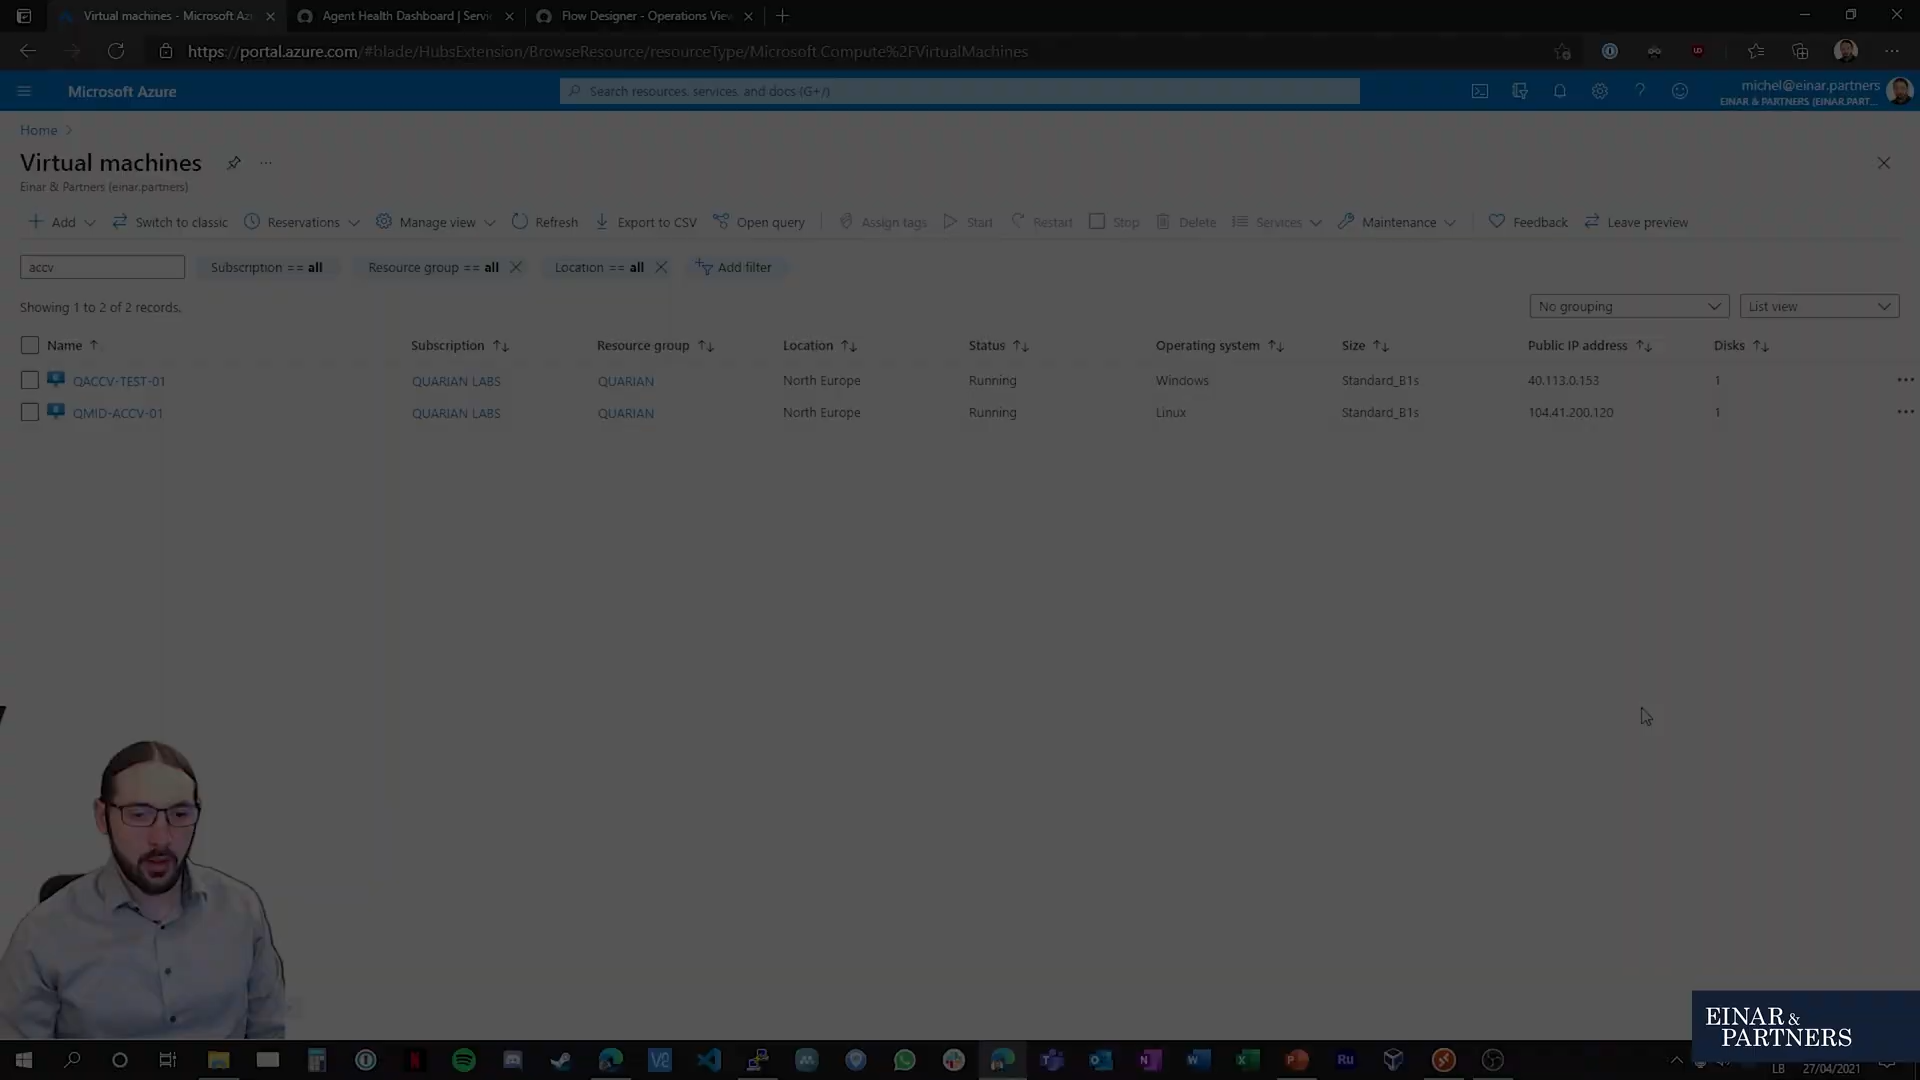 Virtual machines - Microsoft Az
Agent Health Dashboard | Servi
Flow Designer - Operations View
https://portal.azure.com/#blade/HubsExtension/BrowseResource/resourceType/Microsoft.Compute%2FVirtualMachines
Microsoft Azure
Search resources, services, and docs (G+/)
michel@einar.partners
EINAR & PARTNERS (EINAR.PART...
Home
Virtual machines
Einar & Partners (einar.partners)
Add Switch to classic Reservations Manage view Refresh Export to CSV Open query Assign tags Start Restart Stop Delete Services Maintenance Feedback Leave preview
accv Subscription == all Resource group == all Location == all Add filter
Showing 1 to 2 of 2 records.
No grouping List view
Name Subscription Resource group Location Status Operating system Size Public IP address Disks
QACCV-TEST-01 QUARIAN LABS QUARIAN North Europe Running Windows Standard_B1s 40.113.0.153 1
QMID-ACCV-01 QUARIAN LABS QUARIAN North Europe Running Linux Standard_B1s 104.41.200.120 1
EINAR &
PARTNERS
Ru
LB 27/04/2021